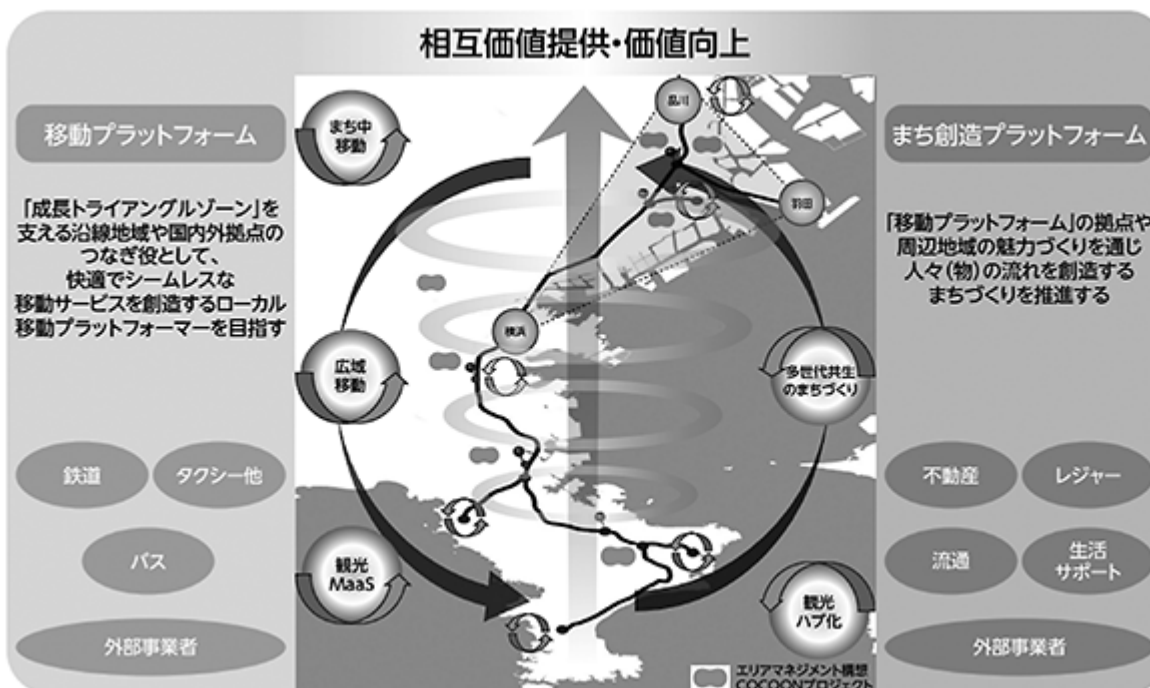 相互価値提供・価値向上
移動プラットフォーム
「成長トライアングルゾーン」を
支える沿線地域や国内外拠点の
つなぎ役として、
快適でシームレスな
移動サービスを創造するローカル
移動プラットフォーマーを目指す
鉄道
タクシー他
バス
外部事業者
まち中
移動
広域
移動
観光
MaaS
品川
羽田
横浜
多世代共生
のまちづくり
観光
ハブ化
エリアマネジメント構想
COCOONプロジェクト
まち創造プラットフォーム
「移動プラットフォーム」の拠点や
周辺地域の魅力づくりを通じ
人々(物)の流れを創造する
まちづくりを推進する
不動産
レジャー
流通
生活
サポート
外部事業者